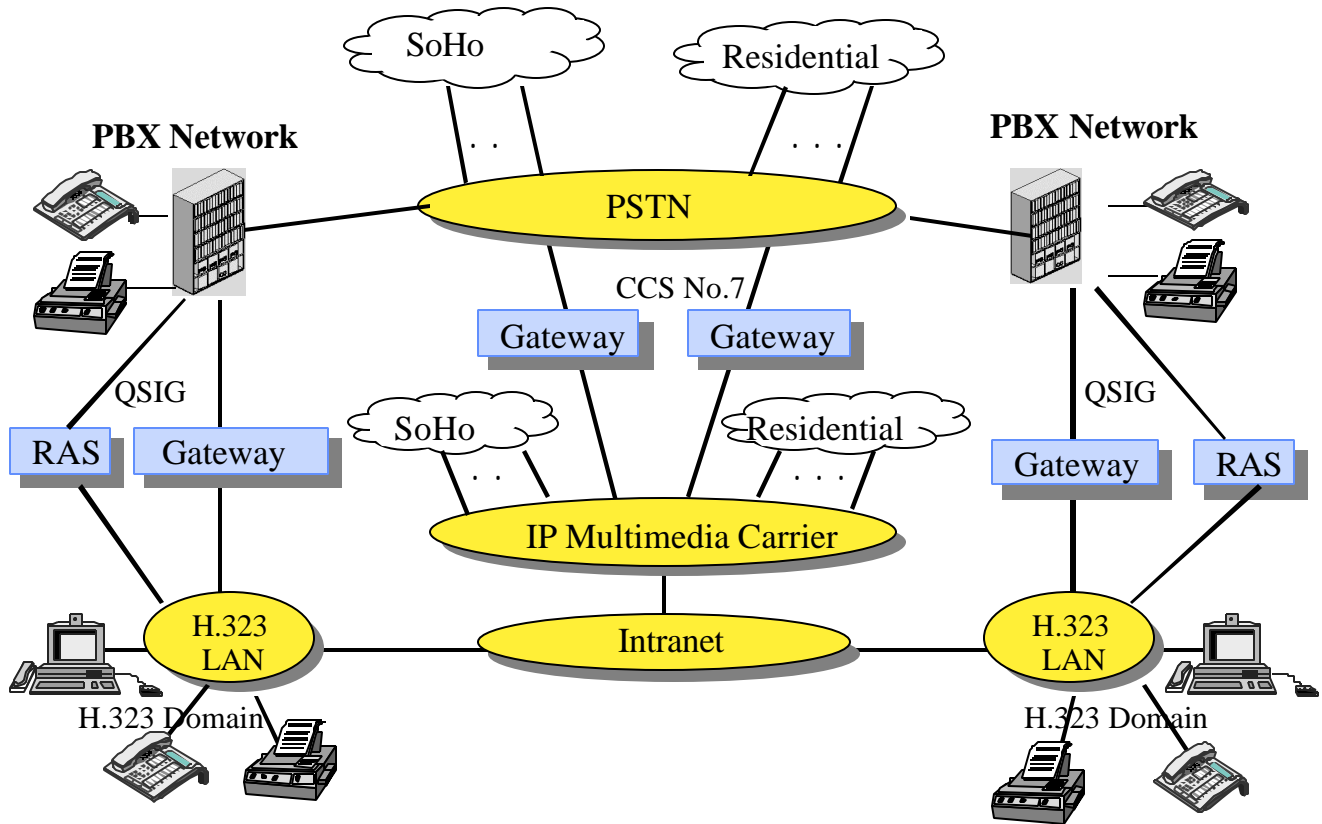 SoHo
Residential
PBX Network
PBX Network
. .
. . .
PSTN
CCS No.7
Gateway
Gateway
QSIG
QSIG
SoHo
Residential
RAS
Gateway
Gateway
RAS
. .
. . .
IP Multimedia Carrier
H.323
LAN
Intranet
H.323
LAN
H.323 Domain
H.323 Domain